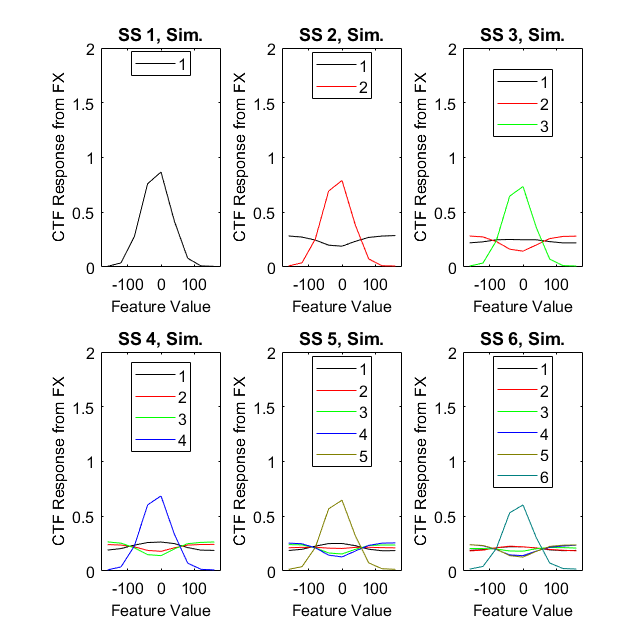 SS 1, Sim.
2
1.5
1
0.5
0
CTF Response from FX
1
-100 0 100
Feature Value
SS 2, Sim.
2
1.5
1
0.5
0
CTF Response from FX
1
2
-100 0 100
Feature Value
SS 3, Sim.
2
1.5
1
0.5
0
CTF Response from FX
1
2
3
-100 0 100
Feature Value
SS 4, Sim.
2
1.5
1
0.5
0
CTF Response from FX
1
2
3
4
-100 0 100
Feature Value
SS 5, Sim.
2
1.5
1
0.5
0
CTF Response from FX
1
2
3
4
5
-100 0 100
Feature Value
SS 6, Sim.
2
1.5
1
0.5
0
CTF Response from FX
1
2
3
4
5
6
-100 0 100
Feature Value